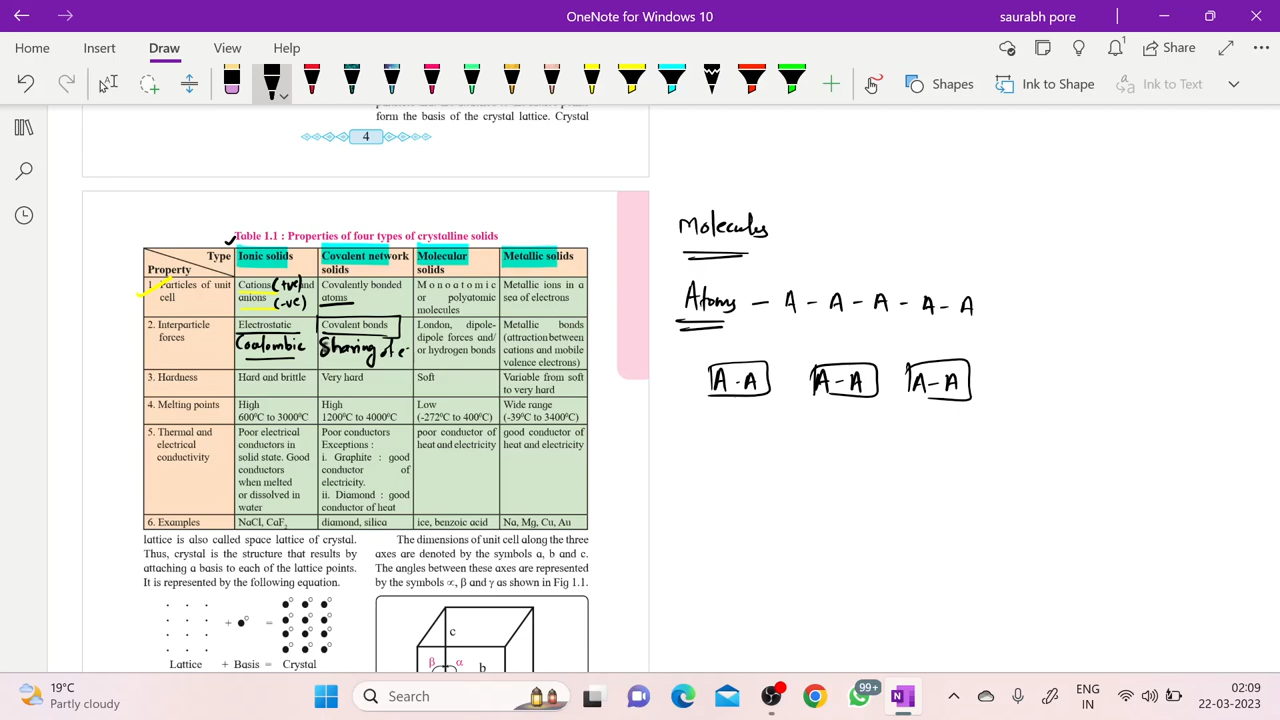 OneNote for Windows 10
saurabh pore
Home
Insert
Draw
View
Help
Share
Shapes
Ink to Shape
Ink to Text
form the basis of the crystal lattice. Crystal
4
Table 1.1 : Properties of four types of crystalline solids
Type
Property
Ionic solids
Covalent network
solids
Molecular
solids
Metallic solids
1. Particles of unit
cell
Cations (+ve) and
anions (-ve)
Covalently bonded
atoms
Monoatomic
or polyatomic
molecules
Metallic ions in a
sea of electrons
2. Interparticle
forces
Electrostatic
Coalombic
Covalent bonds
Sharing of e-
London, dipole-
dipole forces and/
or hydrogen bonds
Metallic bonds
(attraction between
cations and mobile
valence electrons)
3. Hardness
Hard and brittle
Very hard
Soft
Variable from soft
to very hard
4. Melting points
High
600⁰C to 3000⁰C
High
1200⁰C to 4000⁰C
Low
(-272⁰C to 400⁰C)
Wide range
(-39⁰C to 3400⁰C)
5. Thermal and
electrical
conductivity
Poor electrical
conductors in
solid state. Good
conductors
when melted
or dissolved in
water
Poor conductors
Exceptions :
i. Graphite : good
conductor of
electricity.
ii. Diamond : good
conductor of heat
poor conductor of
heat and electricity
good conductor of
heat and electricity
6. Examples
NaCl, CaF₂
diamond, silica
ice, benzoic acid
Na, Mg, Cu, Au
lattice is also called space lattice of crystal.
Thus, crystal is the structure that results by
attaching a basis to each of the lattice points.
It is represented by the following equation.
+ =
Lattice + Basis = Crystal
The dimensions of unit cell along the three
axes are denoted by the symbols a, b and c.
The angles between these axes are represented
by the symbols ∝, β and γ as shown in Fig 1.1.
c
β α
b
Molecules
Atoms - A - A - A - A - A
A - A A - A A - A
19°C
Partly cloudy
Search
99+
ENG
IN
02:09
22-03-2023